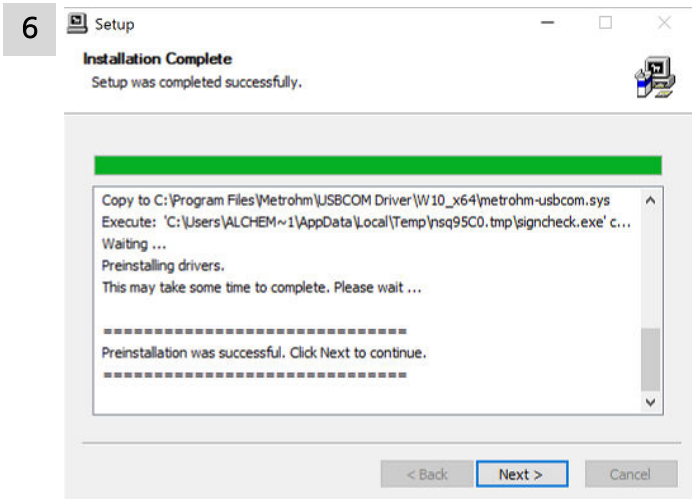 6
Setup
Installation Complete
Setup was completed successfully.
Copy to C:\Program Files\Metrohm\USBCOM Driver\W10_x64\metrohm-usbcom.sys
Execute: 'C:\Users\ALCHEM~1\AppData\Local\Temp\nsq95C0.tmp\signcheck.exe' c...
Waiting ...
Preinstalling drivers.
This may take some time to complete. Please wait ...
==============================
Preinstallation was successful. Click Next to continue.
==============================
< Back Next > Cancel